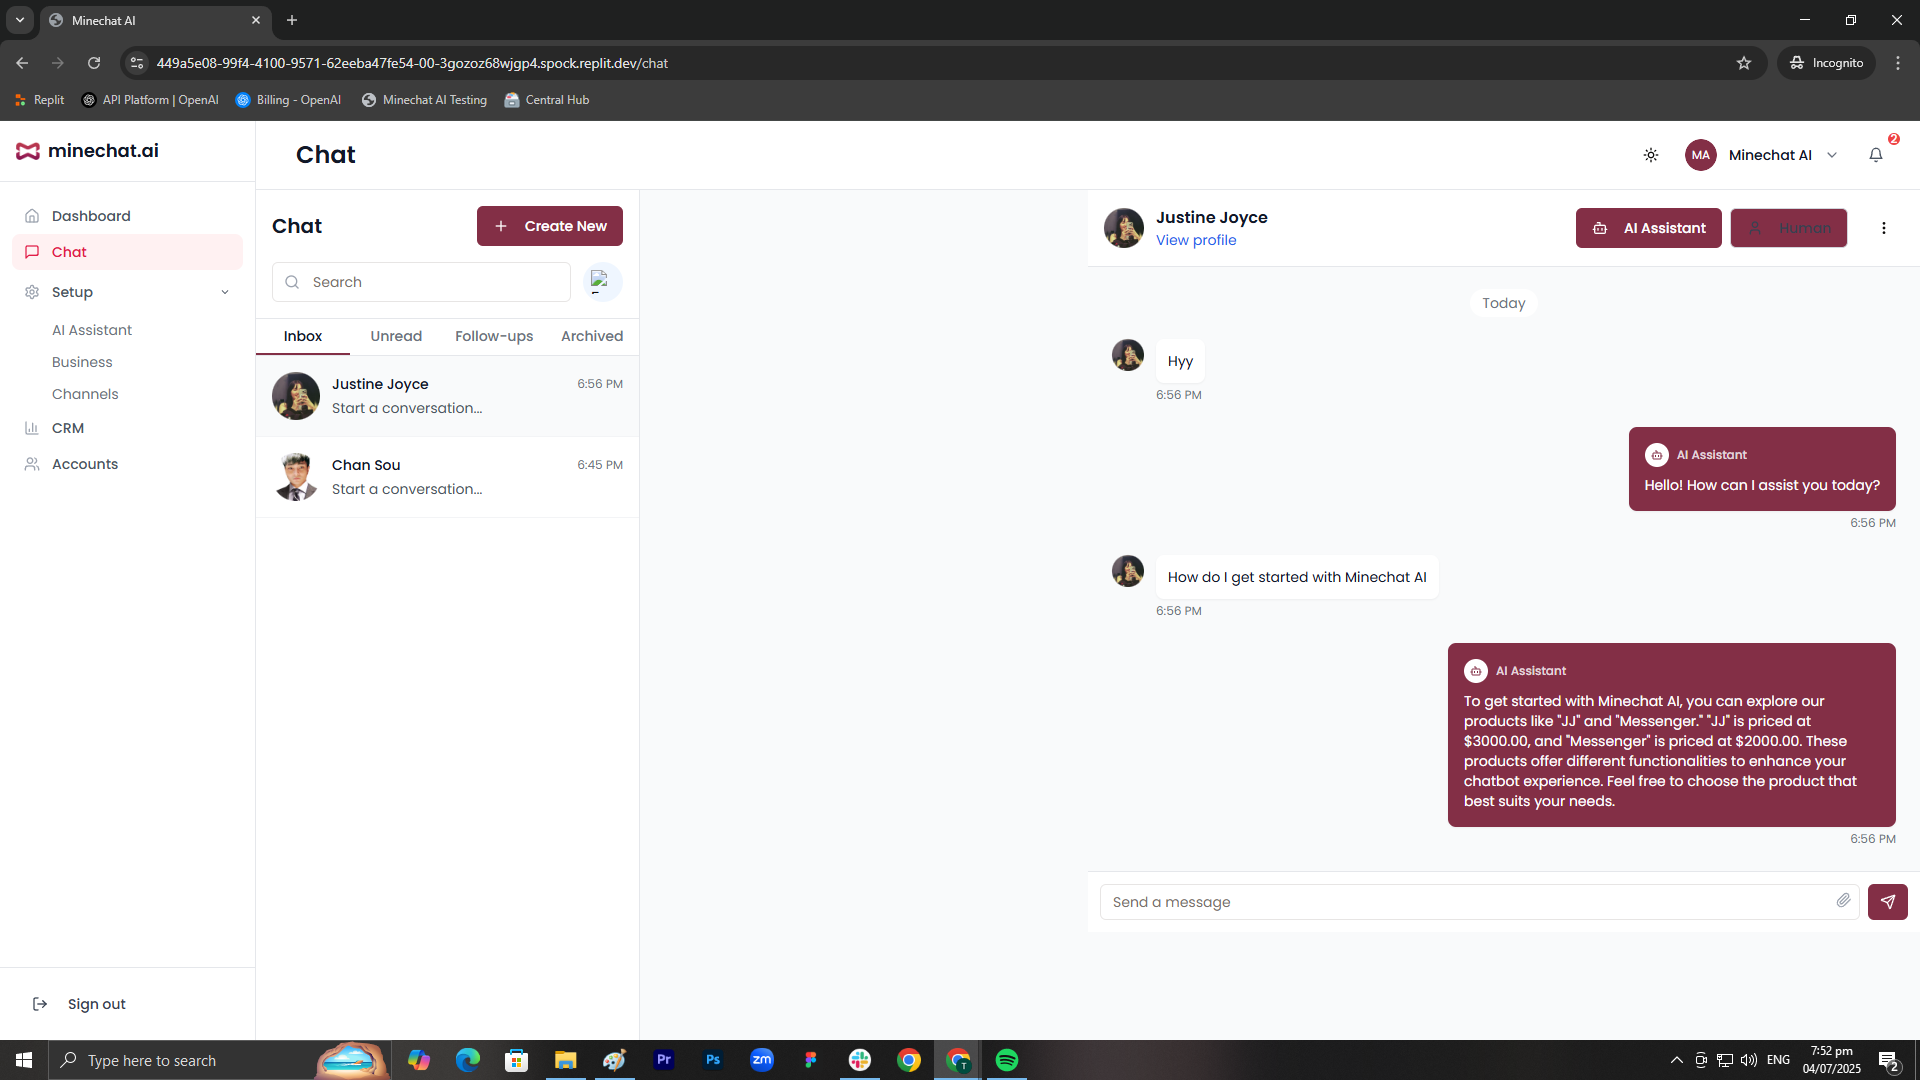 Minechat AI
449a5e08-99f4-4100-9571-62eeba47fe54-00-3gozoz68wjgp4.spock.replit.dev/chat
Incognito
Replit
API Platform | OpenAI
Billing - OpenAI
Minechat AI Testing
Central Hub
minechat.ai
Dashboard
Chat
Setup
AI Assistant
Business
Channels
CRM
Accounts
Sign out
Chat
MA
Minechat AI
2
Chat
Create New
Search
Inbox
Unread
Follow-ups
Archived
Justine Joyce
6:56 PM
Start a conversation...
Chan Sou
6:45 PM
Start a conversation...
Justine Joyce
View profile
AI Assistant
Human
Today
Hyy
6:56 PM
AI Assistant
Hello! How can I assist you today?
6:56 PM
How do I get started with Minechat AI
6:56 PM
AI Assistant
To get started with Minechat AI, you can explore our
products like "JJ" and "Messenger." "JJ" is priced at
$3000.00, and "Messenger" is priced at $2000.00. These
products offer different functionalities to enhance your
chatbot experience. Feel free to choose the product that
best suits your needs.
6:56 PM
Send a message
Type here to search
Pr
Ps
zm
T
ENG
7:52 pm
04/07/2025
2